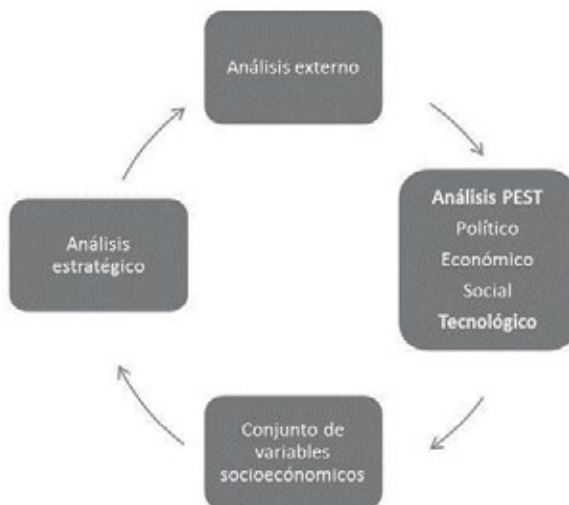 Análisis externo
Análisis PEST
Político
Económico
Social
Tecnológico
Conjunto de
variables
socioecónomicos
Análisis
estratégico